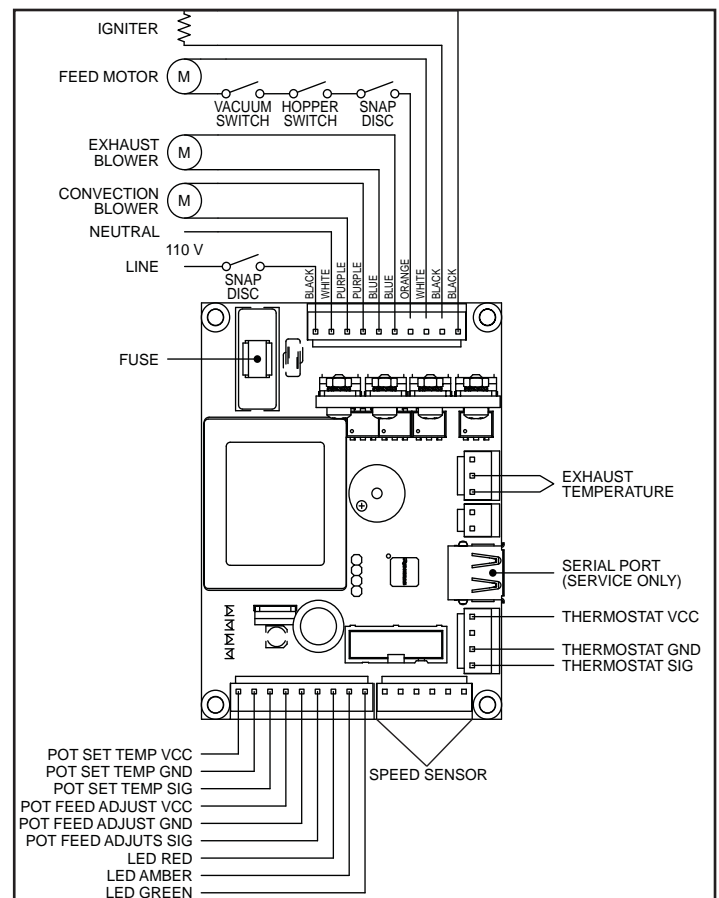 IGNITER
FEED MOTOR
M
VACUUM
SWITCH
HOPPER
SWITCH
SNAP
DISC
EXHAUST
BLOWER
M
CONVECTION
BLOWER
M
NEUTRAL
110 V
LINE
SNAP
DISC
BLACK
WHITE
PURPLE
PURPLE
BLUE
BLUE
ORANGE
WHITE
BLACK
BLACK
FUSE
EXHAUST
TEMPERATURE
SERIAL PORT
(SERVICE ONLY)
THERMOSTAT VCC
THERMOSTAT GND
THERMOSTAT SIG
POT SET TEMP VCC
POT SET TEMP GND
POT SET TEMP SIG
POT FEED ADJUST VCC
POT FEED ADJUST GND
POT FEED ADJUTS SIG
LED RED
LED AMBER
LED GREEN
SPEED SENSOR